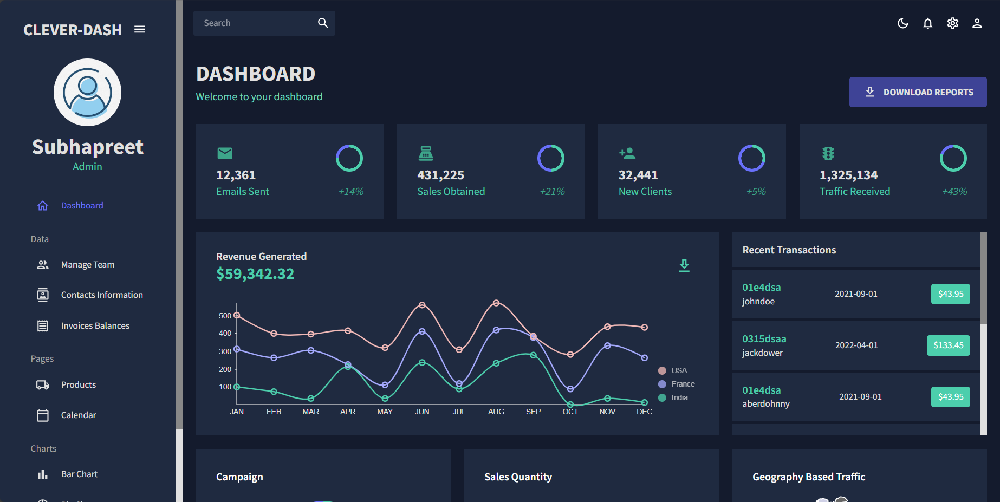 CLEVER-DASH
Subhapreet
Admin
Dashboard
Data
Manage Team
Contacts Information
Invoices Balances
Pages
Products
Calendar
Charts
Bar Chart
Search
DASHBOARD
Welcome to your dashboard
DOWNLOAD REPORTS
12,361
Emails Sent
+14%
431,225
Sales Obtained
+21%
32,441
New Clients
+5%
1,325,134
Traffic Received
+43%
Revenue Generated
$59,342.32
500
400
300
200
100
JAN FEB MAR APR MAY JUN JUL AUG SEP OCT NOV DEC
USA
France
India
Recent Transactions
01e4dsa
johndoe
2021-09-01
$43.95
0315dsaa
jackdower
2022-04-01
$133.45
01e4dsa
aberdohnny
2021-09-01
$43.95
Campaign
Sales Quantity
Geography Based Traffic